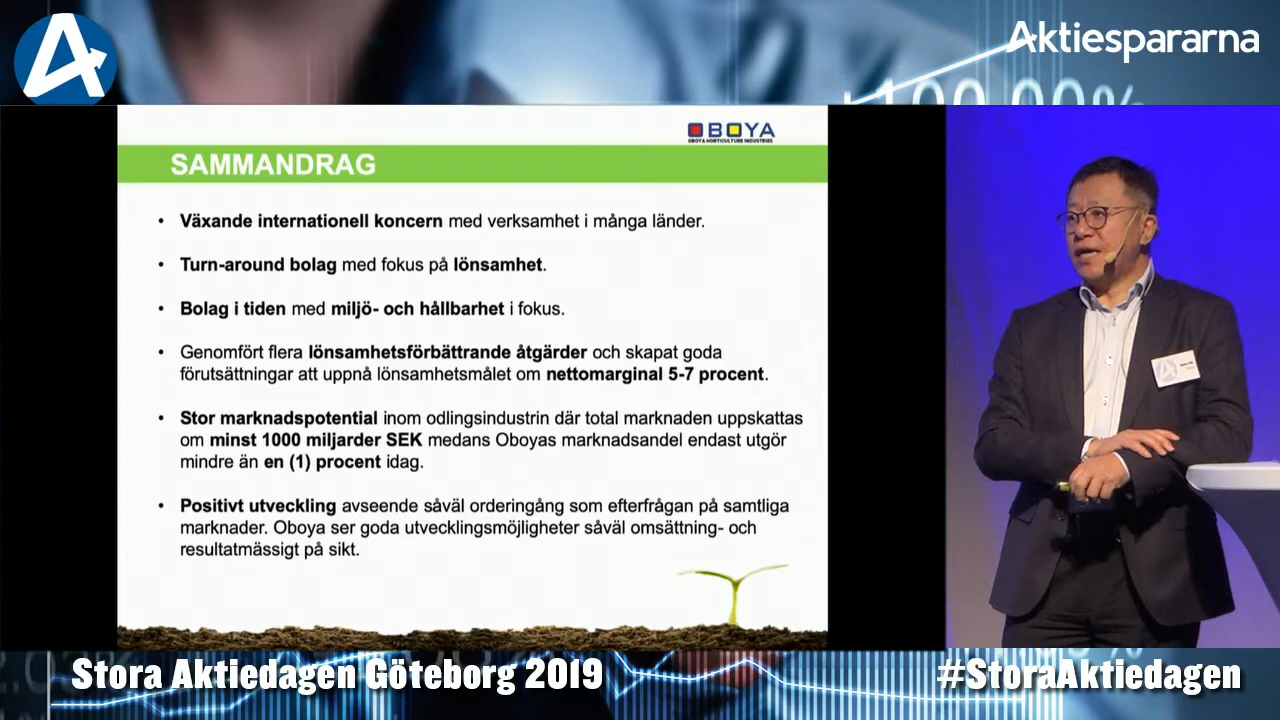 Aktiespararna
+100.00%
OBOYA
OBOYA HORTICULTURE INDUSTRIES
SAMMANDRAG
• Växande internationell koncern med verksamhet i många länder.
• Turn-around bolag med fokus på lönsamhet.
• Bolag i tiden med miljö- och hållbarhet i fokus.
• Genomfört flera lönsamhetsförbättrande åtgärder och skapat goda
förutsättningar att uppnå lönsamhetsmålet om nettomarginal 5-7 procent.
• Stor marknadspotential inom odlingsindustrin där total marknaden uppskattas
om minst 1000 miljarder SEK medans Oboyas marknadsandel endast utgör
mindre än en (1) procent idag.
• Positivt utveckling avseende såväl orderingång som efterfrågan på samtliga
marknader. Oboya ser goda utvecklingsmöjligheter såväl omsättning- och
resultatmässigt på sikt.
Stora Aktiedagen Göteborg 2019
#StoraAktiedagen